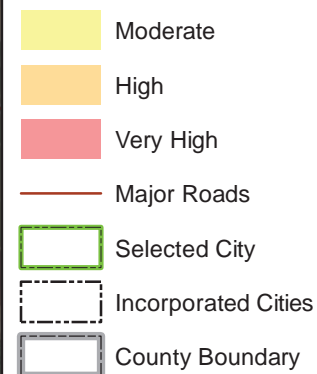 Moderate
High
Very High
Major Roads
Selected City
Incorporated Cities
County Boundary